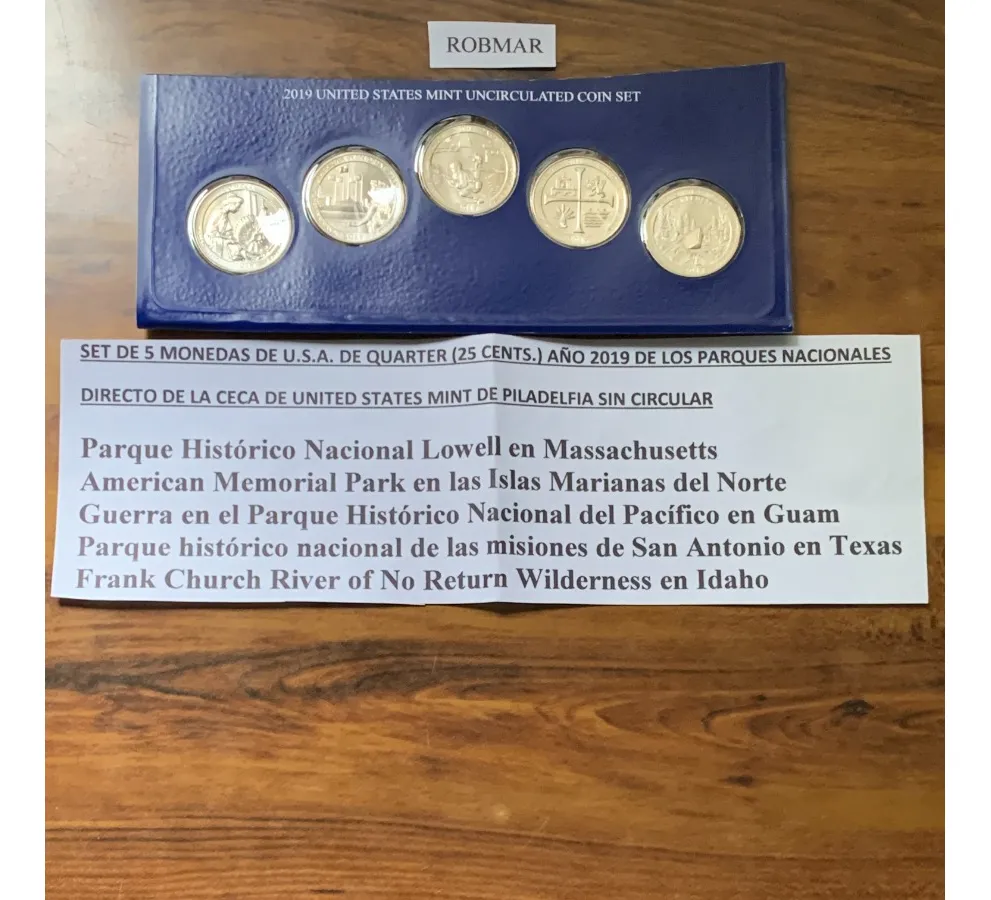 ROBMAR
2019 UNITED STATES MINT UNCIRCULATED COIN SET
SET DE 5 MONEDAS DE U.S.A. DE QUARTER (25 CENTS.) AÑO 2019 DE LOS PARQUES NACIONALES
DIRECTO DE LA CECA DE UNITED STATES MINT DE PILADELFIA SIN CIRCULAR
Parque Histórico Nacional Lowell en Massachusetts
American Memorial Park en las Islas Marianas del Norte
Guerra en el Parque Histórico Nacional del Pacífico en Guam
Parque histórico nacional de las misiones de San Antonio en Texas
Frank Church River of No Return Wilderness en Idaho